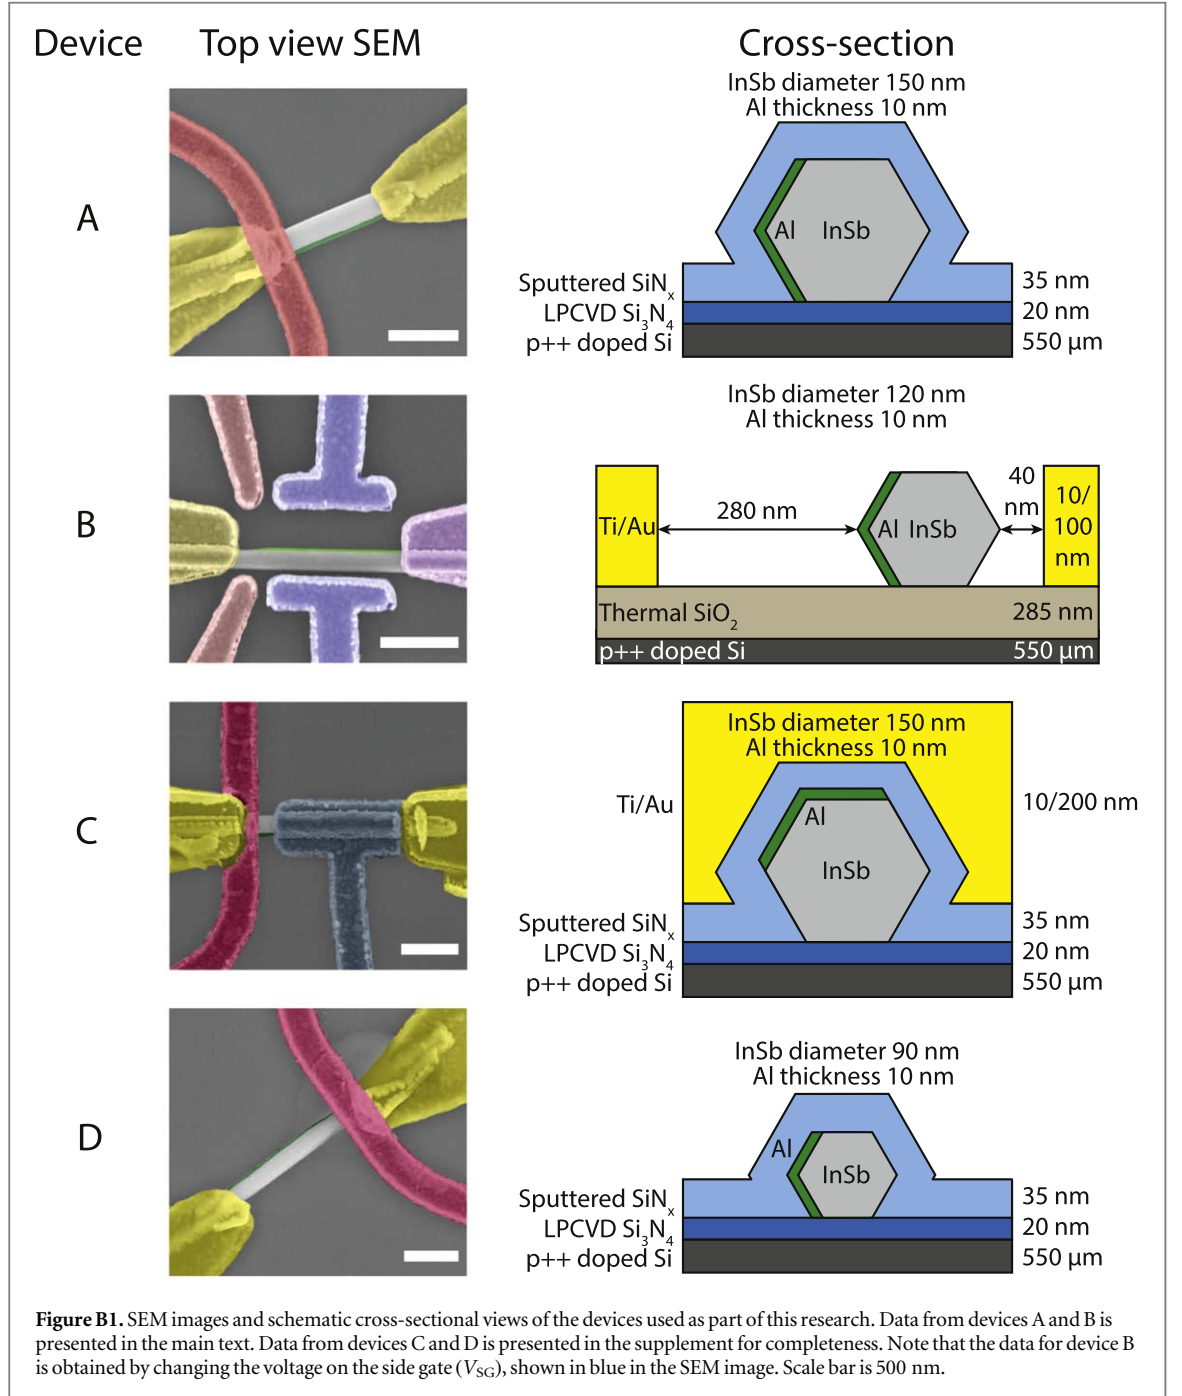 Device Top view SEM Cross-section
InSb diameter 150 nm
Al thickness 10 nm
A
Al InSb
Sputtered SiNx 35 nm
LPCVD Si3N4 20 nm
p++ doped Si 550 μm
InSb diameter 120 nm
Al thickness 10 nm
B
Ti/Au 280 nm Al InSb 40 nm 10/100 nm
Thermal SiO2 285 nm
p++ doped Si 550 μm
C
InSb diameter 150 nm
Al thickness 10 nm
Ti/Au 10/200 nm
Al
InSb
Sputtered SiNx 35 nm
LPCVD Si3N4 20 nm
p++ doped Si 550 μm
InSb diameter 90 nm
Al thickness 10 nm
D
Al
InSb
Sputtered SiNx 35 nm
LPCVD Si3N4 20 nm
p++ doped Si 550 μm
Figure B1. SEM images and schematic cross-sectional views of the devices used as part of this research. Data from devices A and B is
presented in the main text. Data from devices C and D is presented in the supplement for completeness. Note that the data for device B
is obtained by changing the voltage on the side gate (VSG), shown in blue in the SEM image. Scale bar is 500 nm.